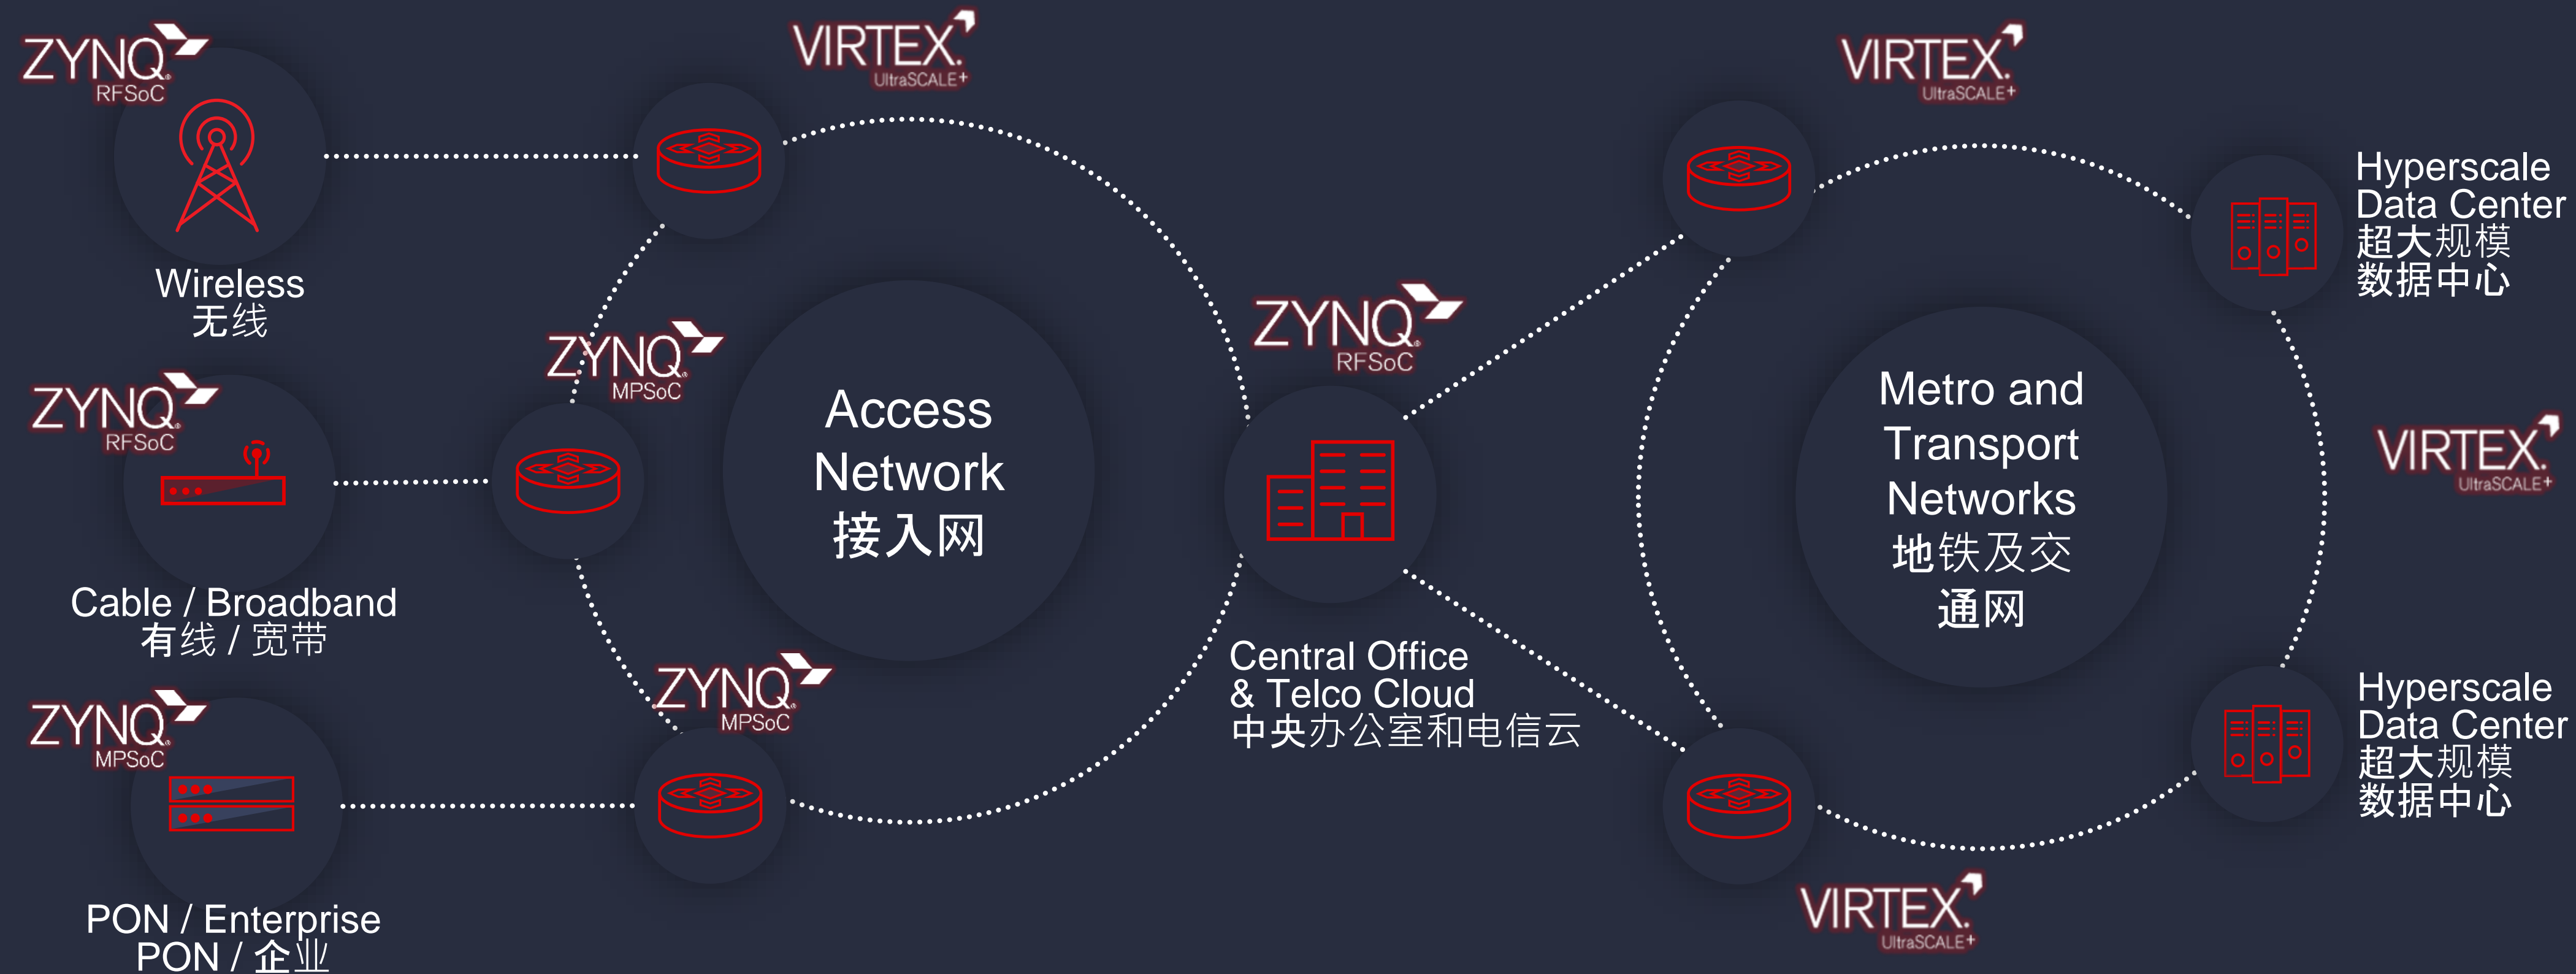 ZYNQ®
RFSoC
Wireless
无线
ZYNQ®
RFSoC
Cable / Broadband
有线 / 宽带
ZYNQ®
MPSoC
PON / Enterprise
PON / 企业
VIRTEX®
UltraSCALE+
ZYNQ®
MPSoC
ZYNQ®
MPSoC
Access
Network
接入网
ZYNQ®
RFSoC
Central Office
& Telco Cloud
中央办公室和电信云
VIRTEX®
UltraSCALE+
Metro and
Transport
Networks
地铁及交
通网
VIRTEX®
UltraSCALE+
Hyperscale
Data Center
超大规模
数据中心
VIRTEX®
UltraSCALE+
Hyperscale
Data Center
超大规模
数据中心